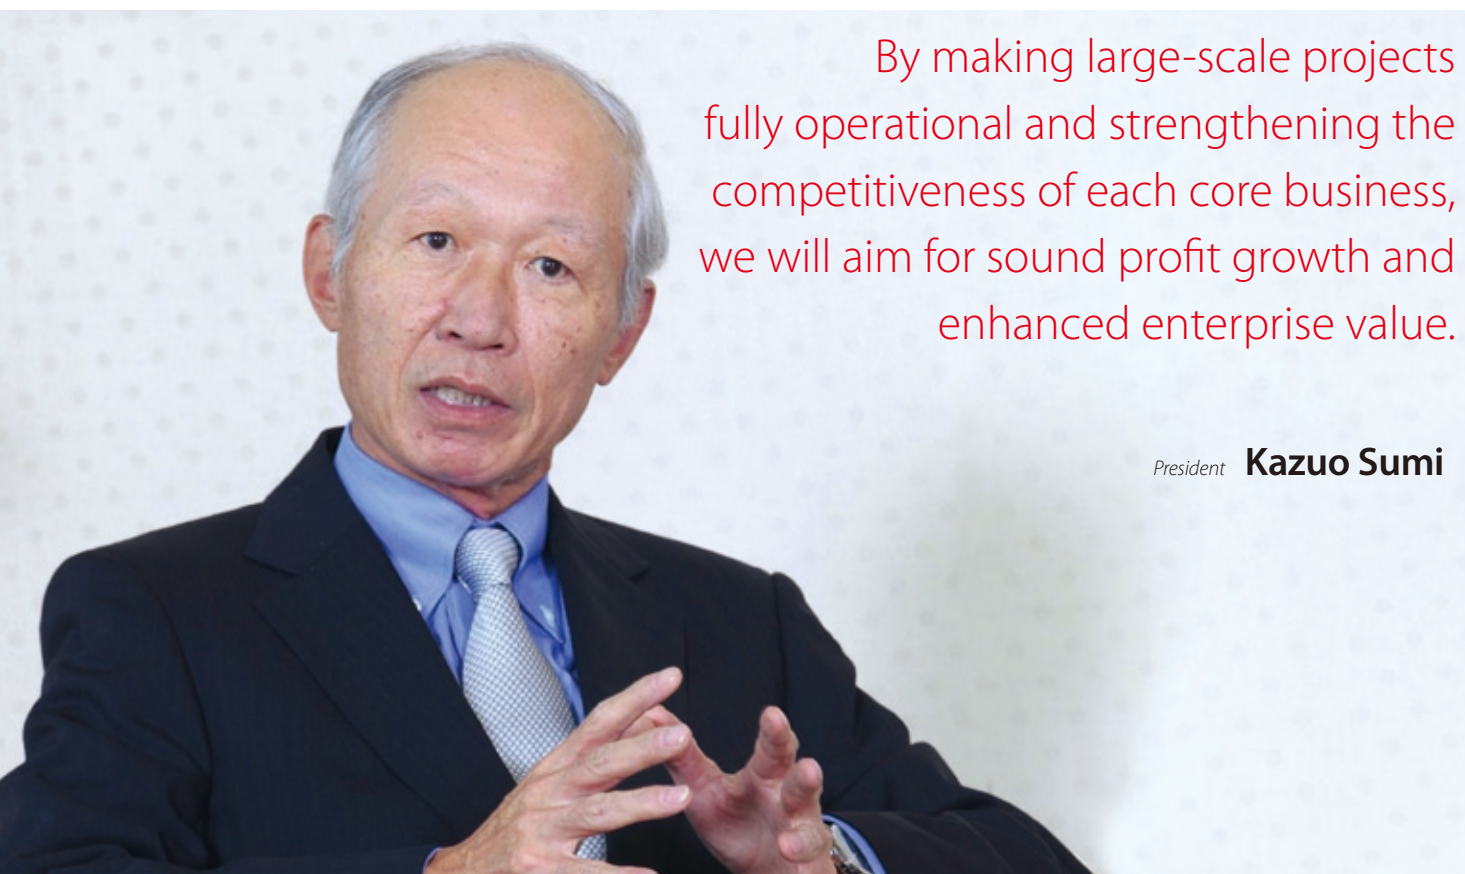 By making large-scale projects
fully operational and strengthening the
competitiveness of each core business,
we will aim for sound profit growth and
enhanced enterprise value.
President Kazuo Sumi